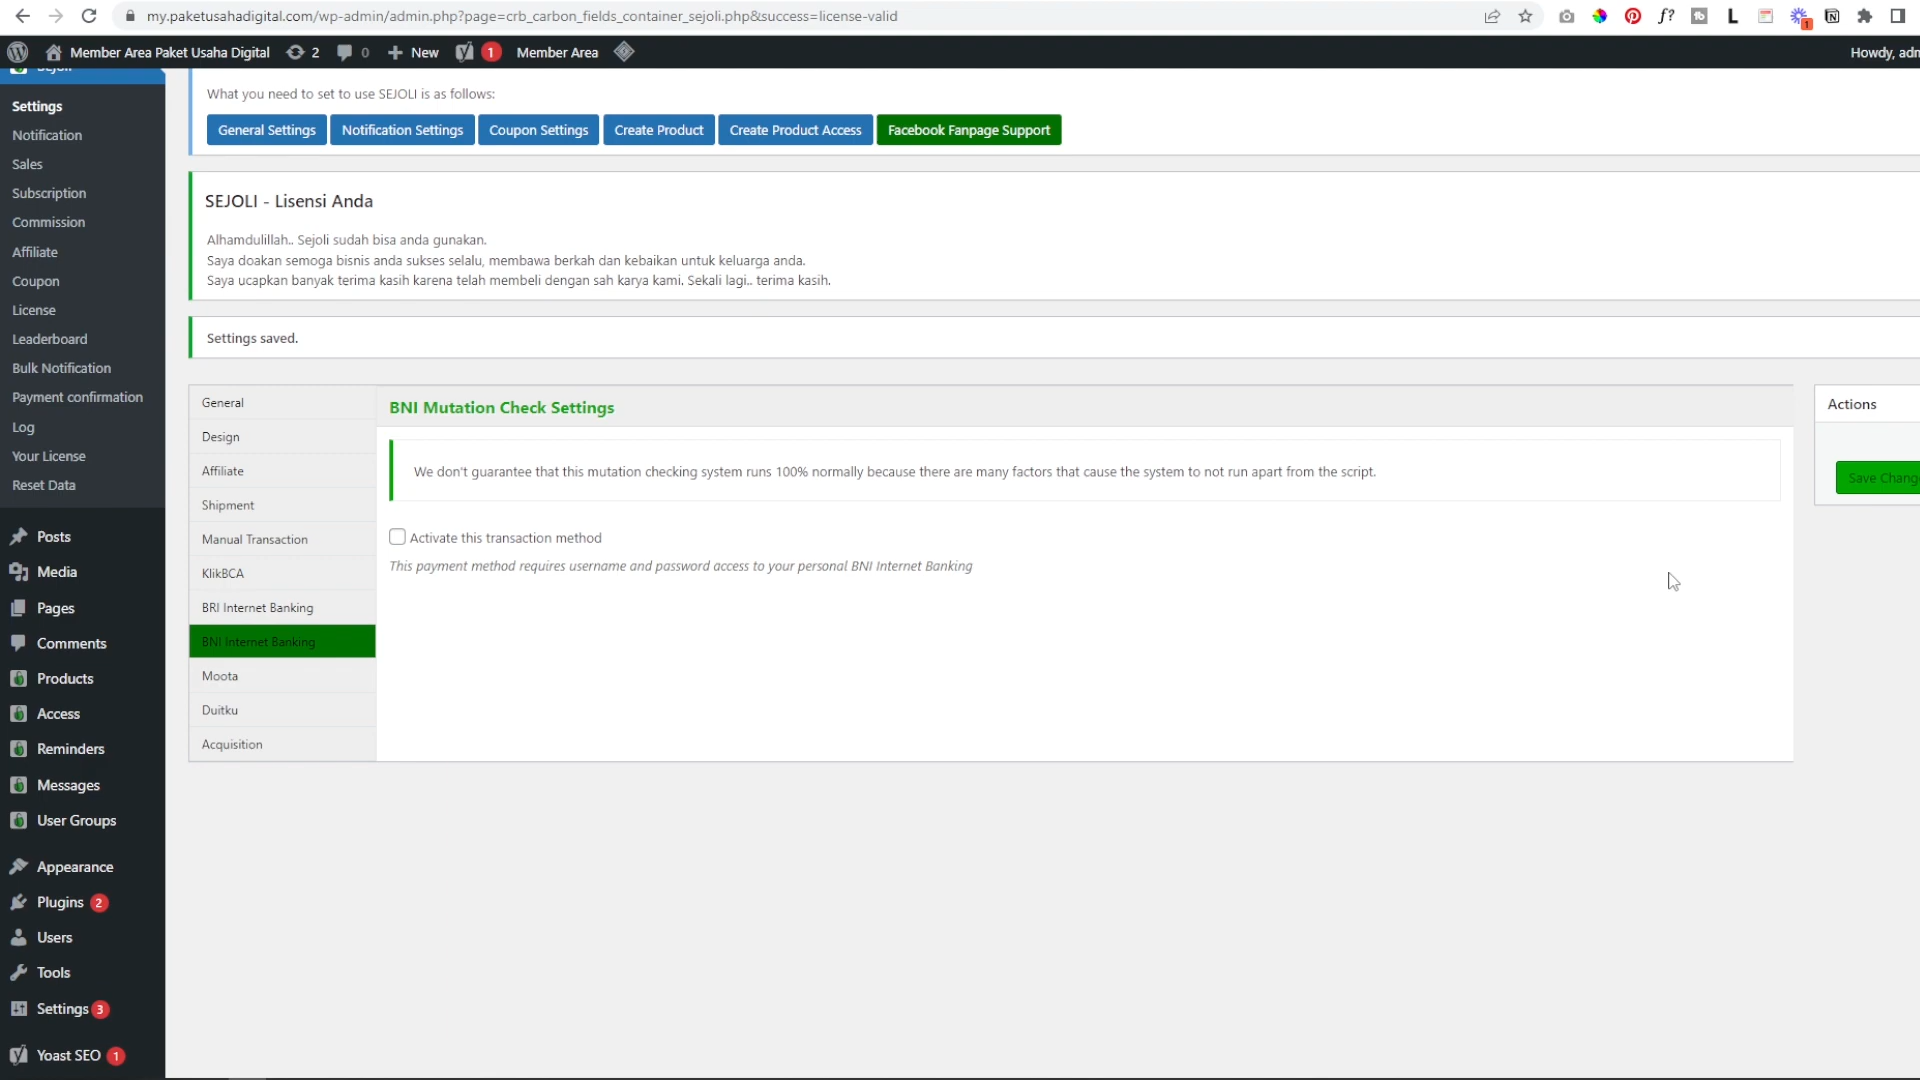 my.paketusahadigital.com/wp-admin/admin.php?page=crb_carbon_fields_container_sejoli.php&success=license-valid
Member Area Paket Usaha Digital
2
0
New
1
Member Area
Howdy, adm
Settings
Notification
Sales
Subscription
Commission
Affiliate
Coupon
License
Leaderboard
Bulk Notification
Payment confirmation
Log
Your License
Reset Data
Posts
Media
Pages
Comments
Products
Access
Reminders
Messages
User Groups
Appearance
Plugins 2
Users
Tools
Settings 3
Yoast SEO 1
What you need to set to use SEJOLI is as follows:
General Settings
Notification Settings
Coupon Settings
Create Product
Create Product Access
Facebook Fanpage Support
SEJOLI - Lisensi Anda
Alhamdulillah.. Sejoli sudah bisa anda gunakan.
Saya doakan semoga bisnis anda sukses selalu, membawa berkah dan kebaikan untuk keluarga anda.
Saya ucapkan banyak terima kasih karena telah membeli dengan sah karya kami. Sekali lagi.. terima kasih.
Settings saved.
General
Design
Affiliate
Shipment
Manual Transaction
KlikBCA
BRI Internet Banking
BNI Internet Banking
Moota
Duitku
Acquisition
BNI Mutation Check Settings
We don't guarantee that this mutation checking system runs 100% normally because there are many factors that cause the system to not run apart from the script.
Activate this transaction method
This payment method requires username and password access to your personal BNI Internet Banking
Actions
Save Chang